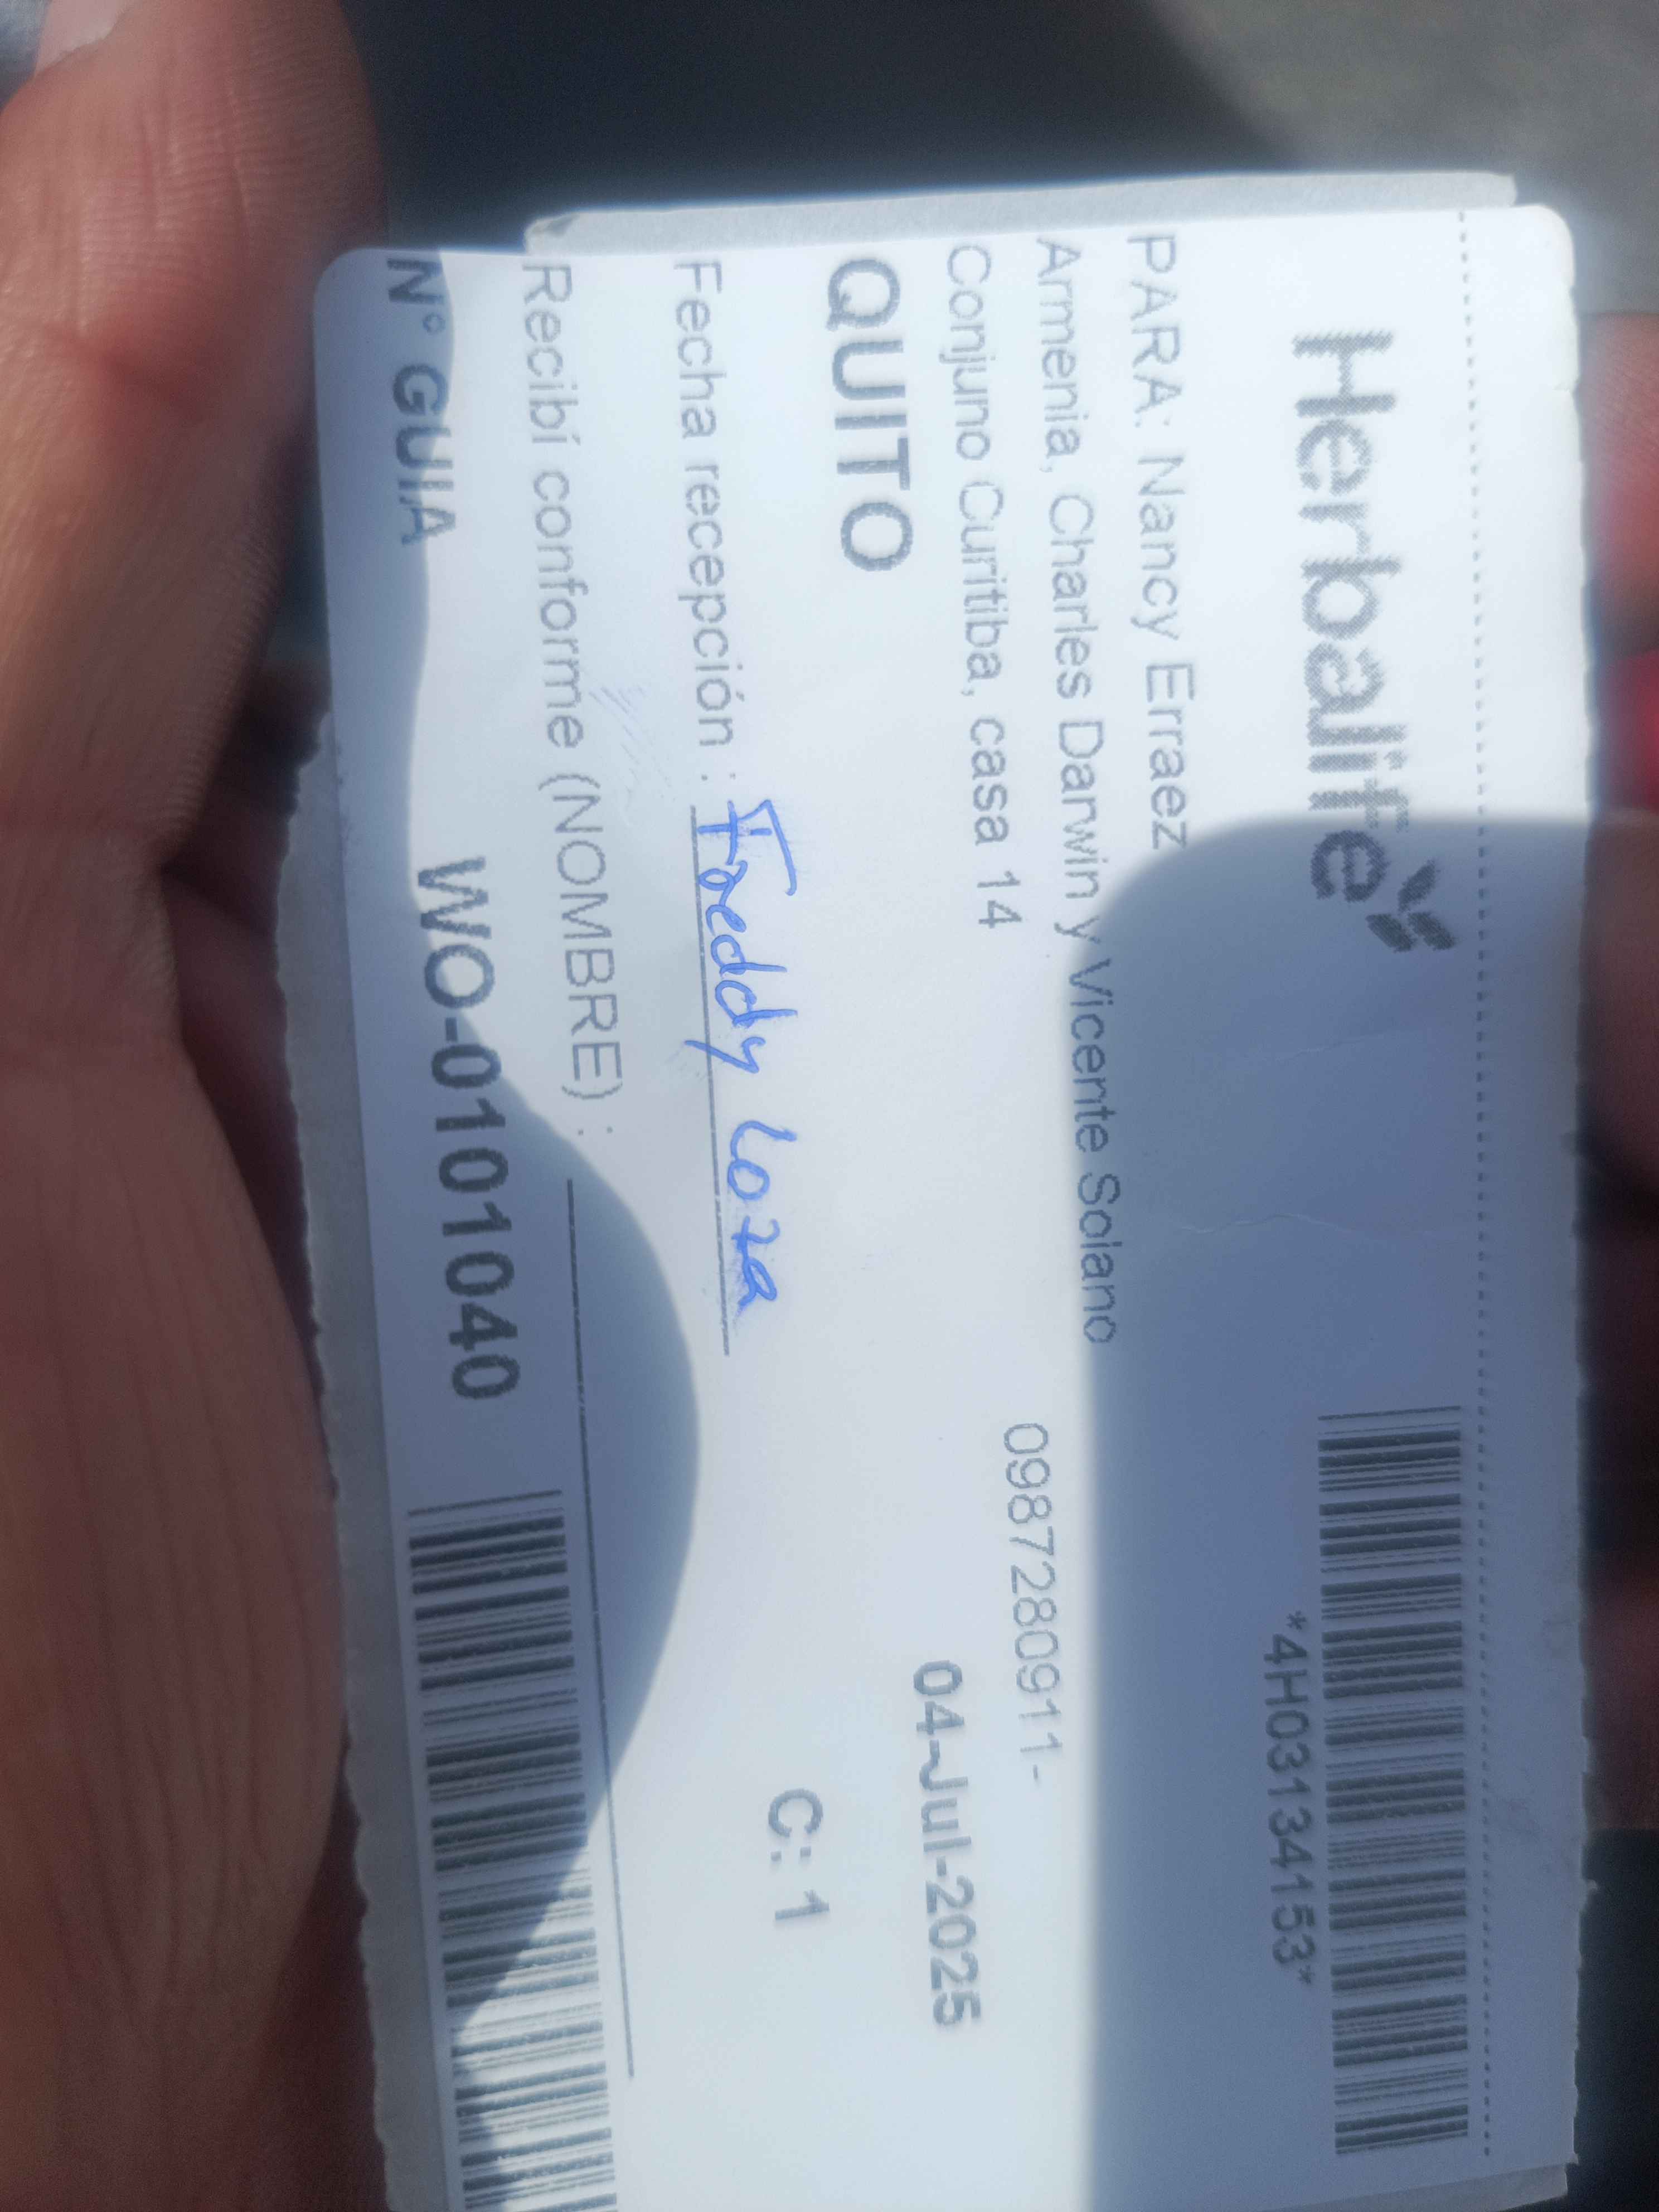 Herbalife
*4H03134153*
PARA: Nancy Erraez
Armenia, Charles Darwin y Vicente Solano
Conjuno Curitiba, casa 14
0987280911-
QUITO
04-Jul-2025
C: 1
Fecha recepción : Freddy Loza
Recibí conforme (NOMBRE) :
N° GUIA WO-0101040